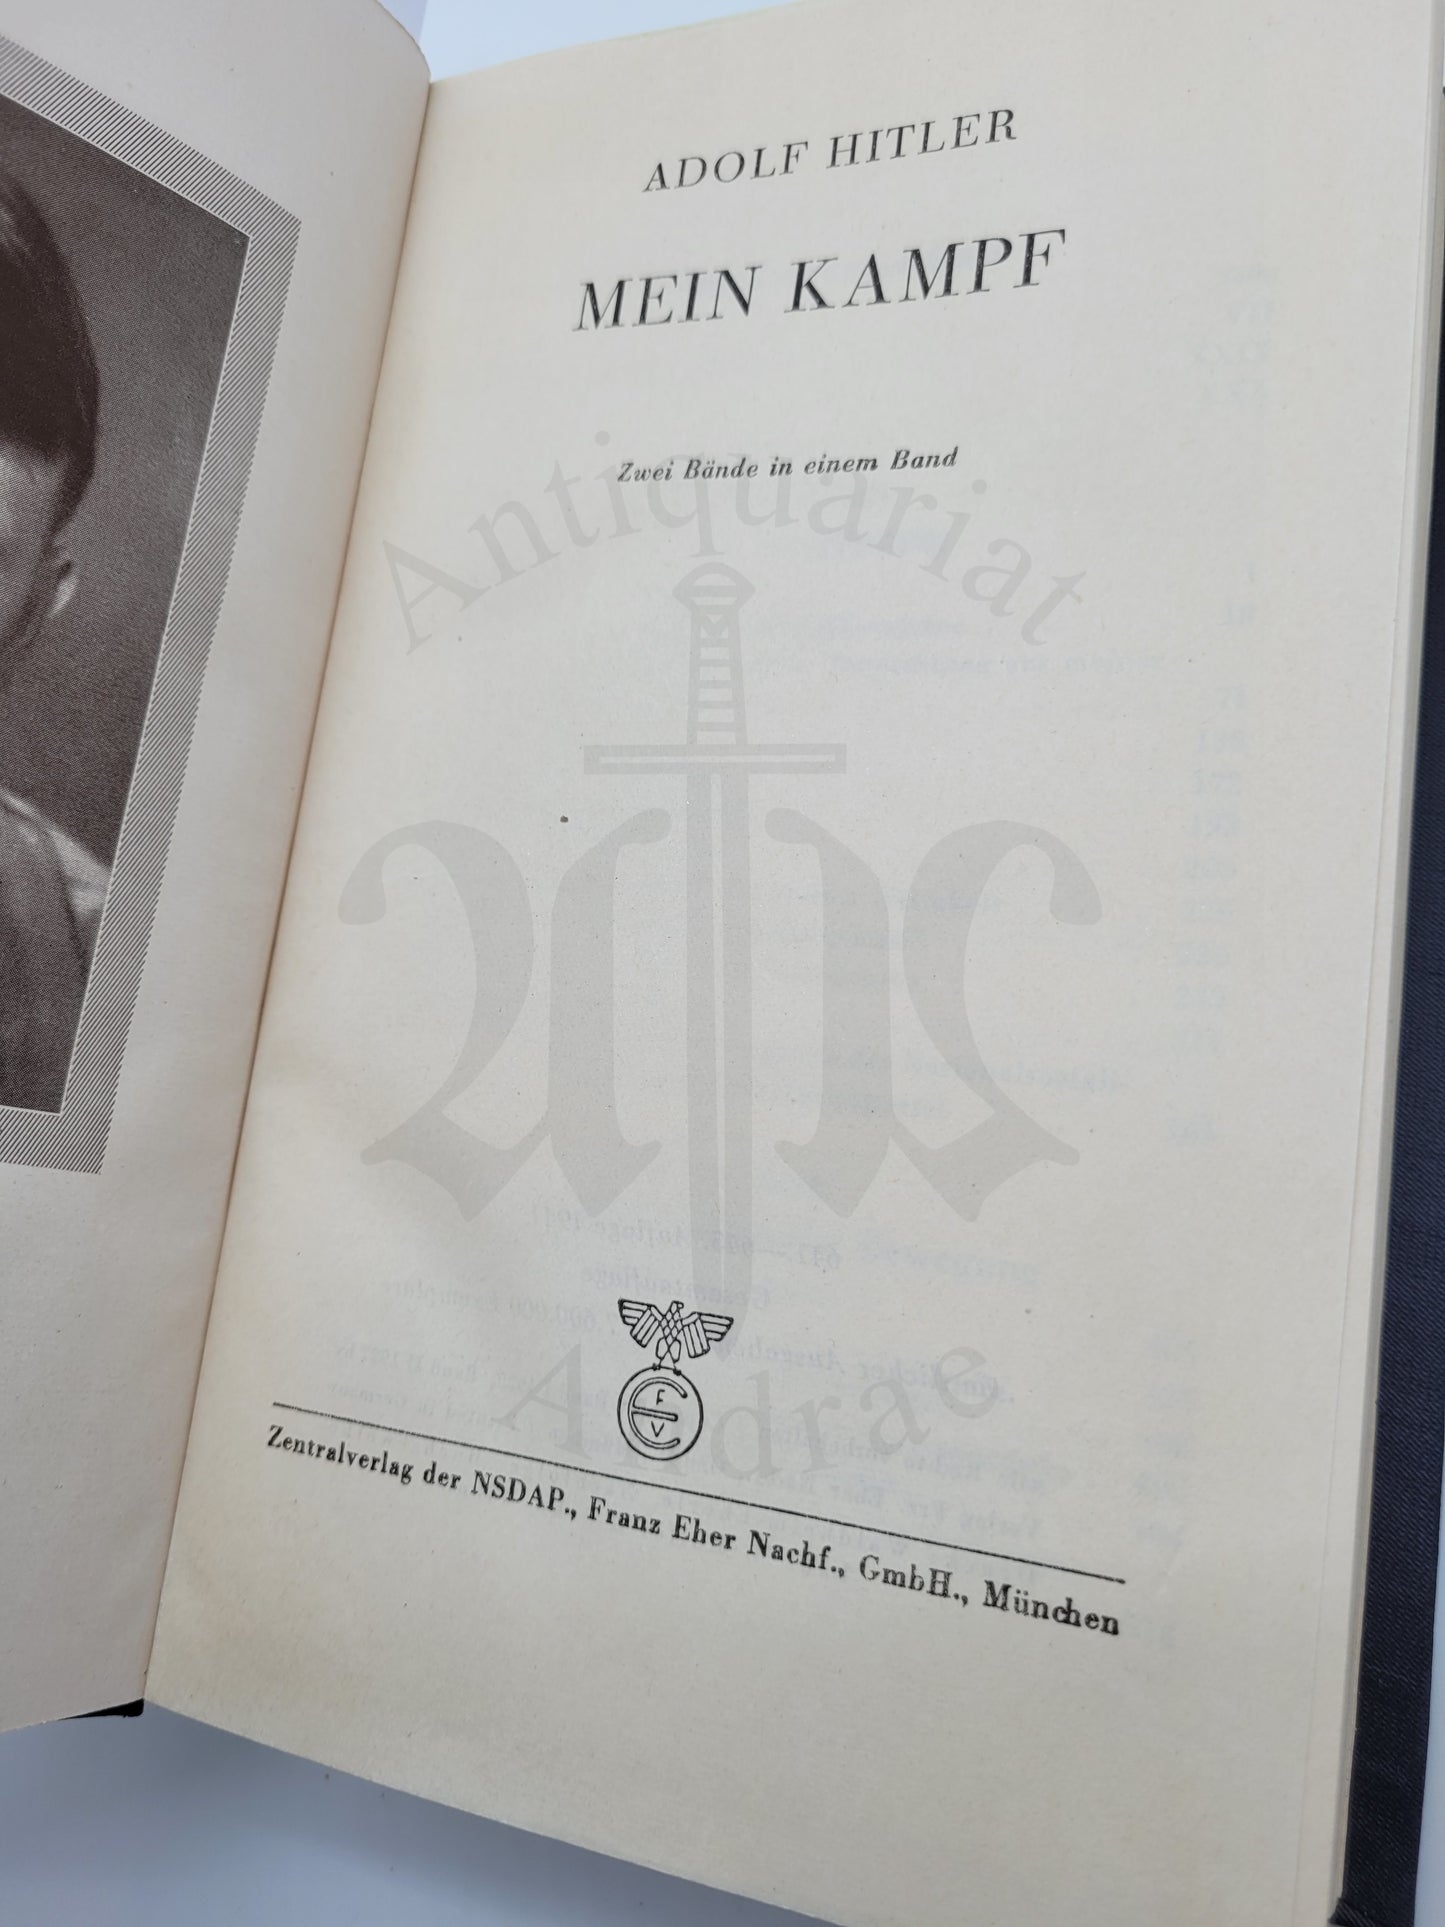 ADOLF HITLER
MEIN KAMPF
Zwei Bände in einem Band
Antiquariat
Andrae
F
E
V
Zentralverlag der NSDAP., Franz Eher Nachf., GmbH., München